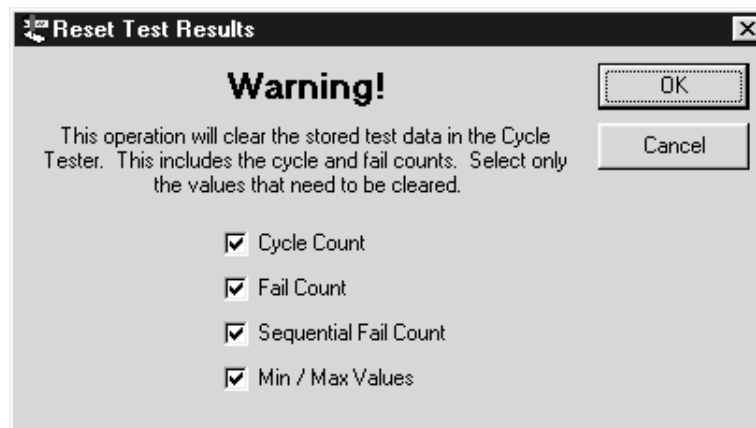 Reset Test Results
Warning!
OK
This operation will clear the stored test data in the Cycle
Tester. This includes the cycle and fail counts. Select only
the values that need to be cleared.
Cancel
Cycle Count
Fail Count
Sequential Fail Count
Min / Max Values